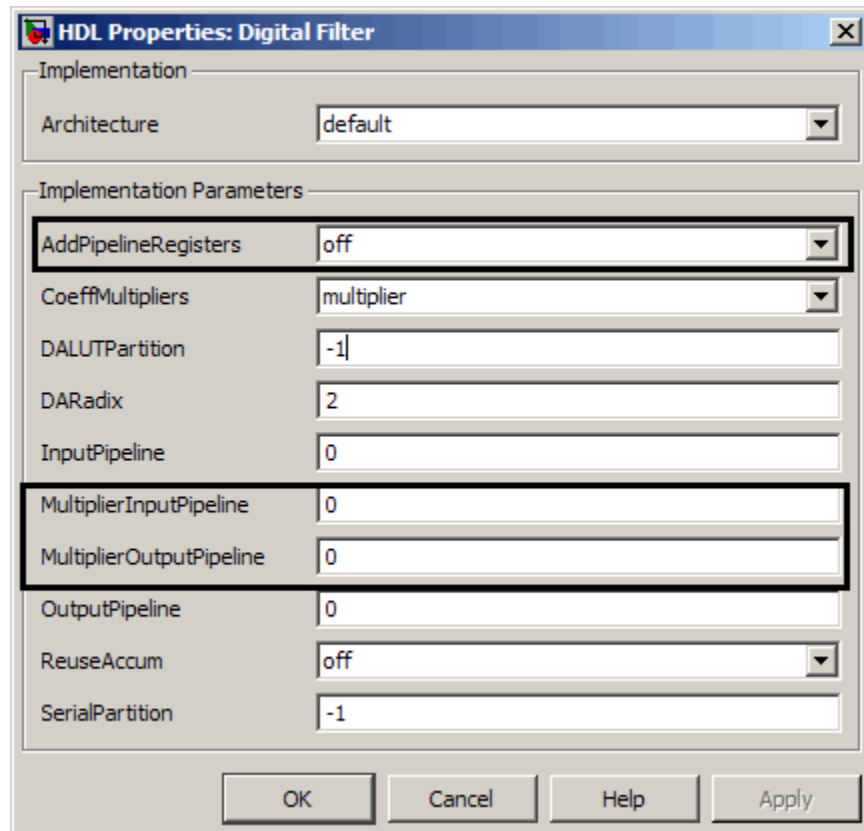 HDL Properties: Digital Filter
Implementation
Architecture default
Implementation Parameters
AddPipelineRegisters off
CoeffMultipliers multiplier
DALUTPartition -1
DARadix 2
InputPipeline 0
MultiplierInputPipeline 0
MultiplierOutputPipeline 0
OutputPipeline 0
ReuseAccum off
SerialPartition -1
OK Cancel Help Apply